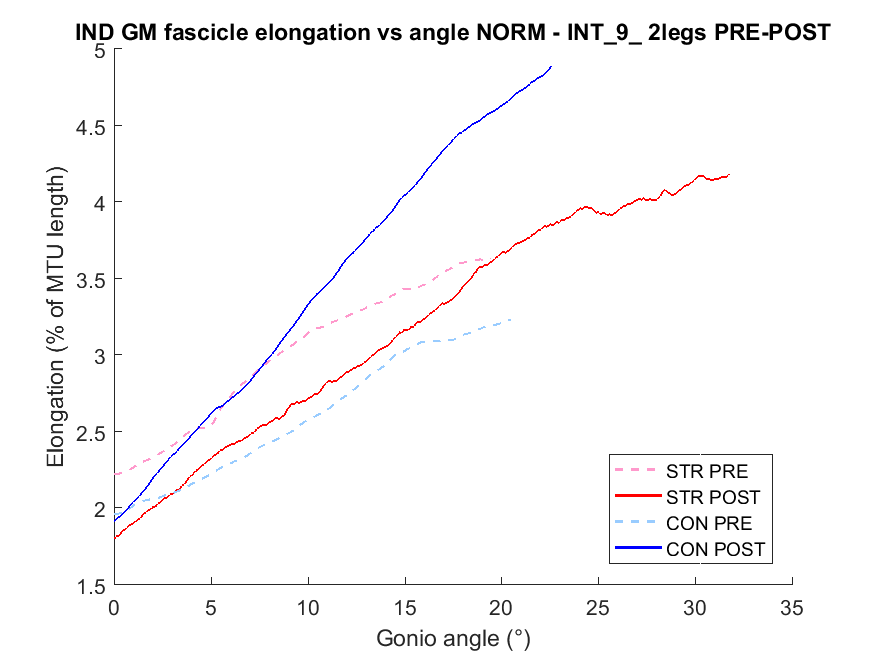 IND GM fascicle elongation vs angle NORM - INT_9_ 2legs PRE-POST
Elongation (% of MTU length)
5
4.5
4
3.5
3
2.5
2
1.5
0 5 10 15 20 25 30 35
Gonio angle (°)
STR PRE
STR POST
CON PRE
CON POST